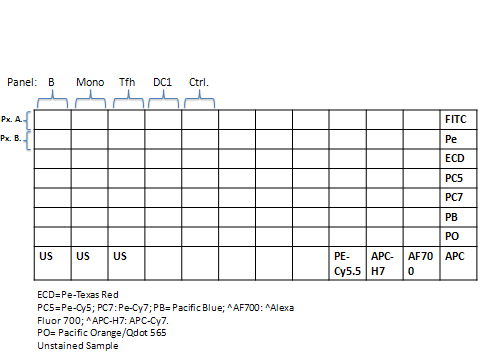 Panel: B Mono Tfh DC1 Ctrl.
Px. A. FITC
Px. B. Pe
ECD
PC5
PC7
PB
PO
US US US PE- APC- AF70 APC
Cy5.5 H7 0
ECD=Pe-Texas Red
PC5=Pe-Cy5; PC7: Pe-Cy7; PB= Pacific Blue; ^AF700: ^Alexa
Fluor 700; ^APC-H7: APC-Cy7.
PO= Pacific Orange/Qdot 565
Unstained Sample